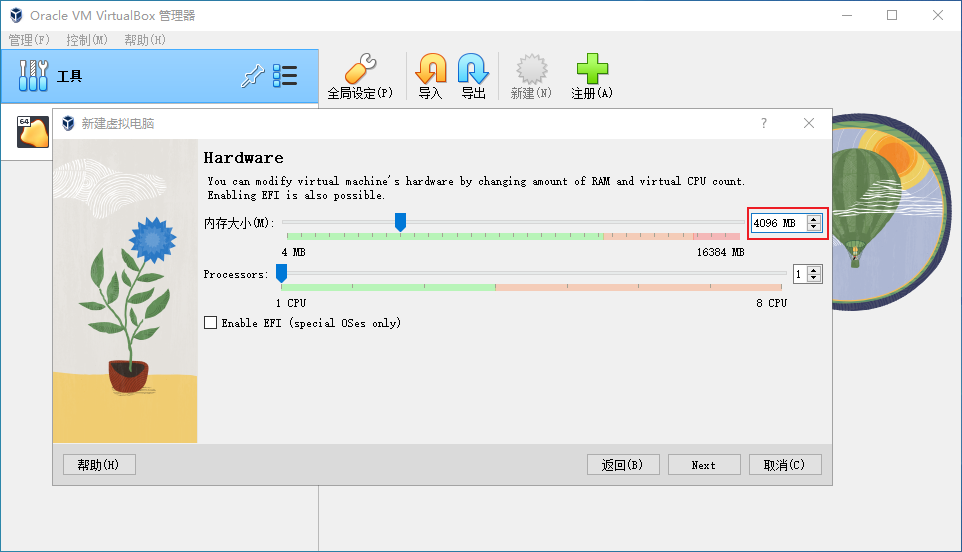 Oracle VM VirtualBox 管理器
管理(F) 控制(M) 帮助(H)
工具
全局设定(P) 导入 导出 新建(N) 注册(A)
64
新建虚拟电脑
?
Hardware
You can modify virtual machine's hardware by changing amount of RAM and virtual CPU count.
Enabling EFI is also possible.
内存大小(M): 4096 MB
4 MB 16384 MB
Processors: 1
1 CPU 8 CPU
Enable EFI (special OSes only)
帮助(H) 返回(B) Next 取消(C)